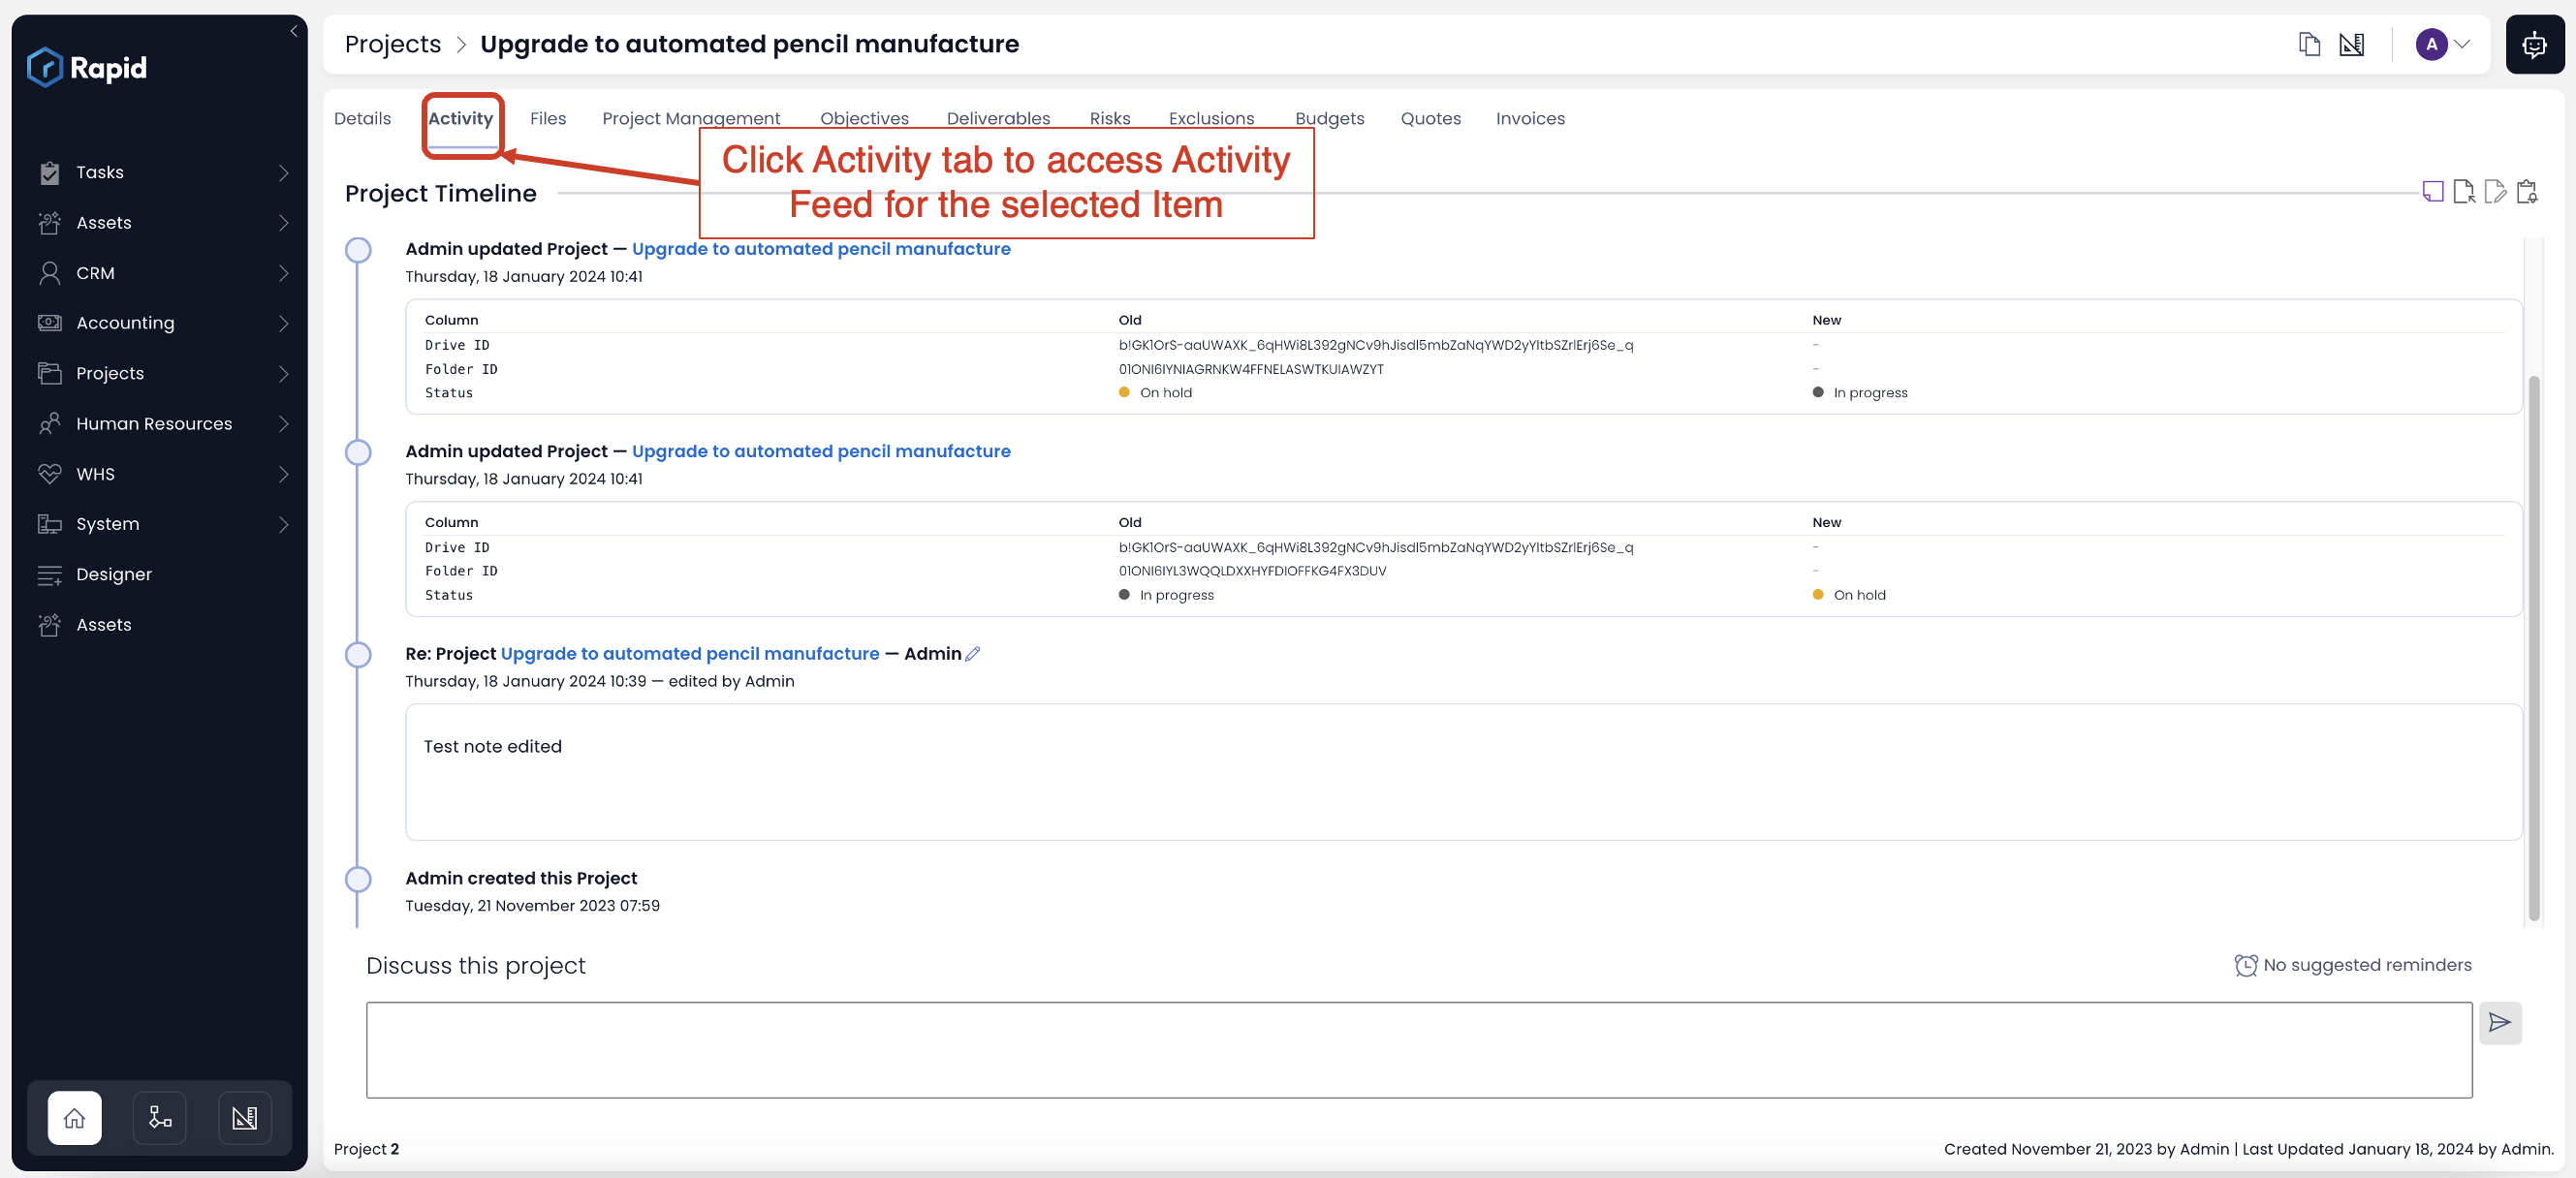 Rapid
Tasks
Assets
CRM
Accounting
Projects
Human Resources
WHS
System
Designer
Assets
Projects > Upgrade to automated pencil manufacture
A
Details Activity Files Project Management Objectives Deliverables Risks Exclusions Budgets Quotes Invoices
Click Activity tab to access Activity
Feed for the selected Item
Project Timeline
Admin updated Project — Upgrade to automated pencil manufacture
Thursday, 18 January 2024 10:41
Column Old New
Drive ID b!GK1OrS-aaUWAXK_6qHWi8L392gNCv9hJisdl5mbZaNqYWD2yYltbSZrlErj6Se_q -
Folder ID 01ONI6IYNIAGRNKW4FFNELASWTKUIAWZYT -
Status On hold In progress
Admin updated Project — Upgrade to automated pencil manufacture
Thursday, 18 January 2024 10:41
Column Old New
Drive ID b!GK1OrS-aaUWAXK_6qHWi8L392gNCv9hJisdl5mbZaNqYWD2yYltbSZrlErj6Se_q -
Folder ID 01ONI6IYL3WQQLDXXHYFDIOFFKG4FX3DUV -
Status In progress On hold
Re: Project Upgrade to automated pencil manufacture — Admin
Thursday, 18 January 2024 10:39 — edited by Admin
Test note edited
Admin created this Project
Tuesday, 21 November 2023 07:59
Discuss this project
No suggested reminders
Project 2
Created November 21, 2023 by Admin | Last Updated January 18, 2024 by Admin.